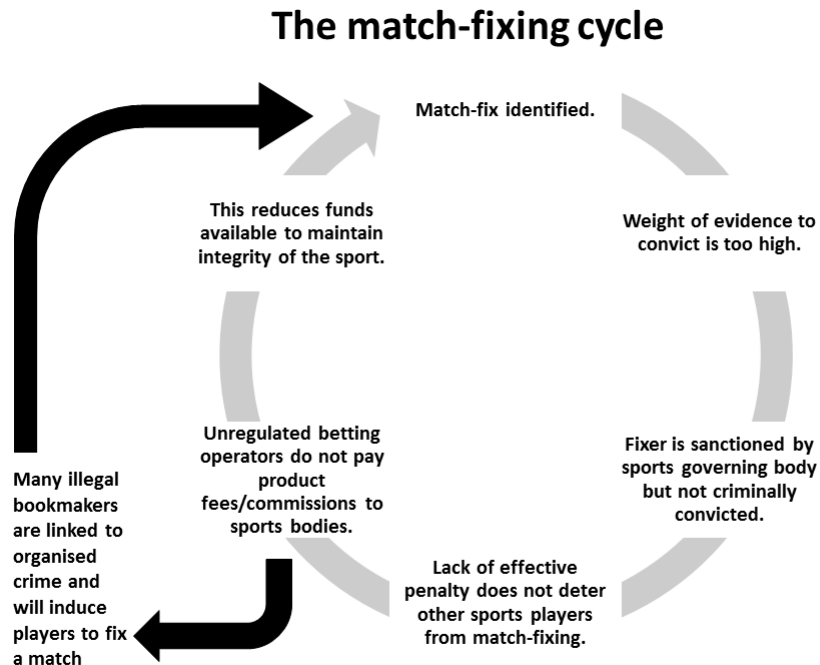 The match-fixing cycle
Match-fix identified.
Weight of evidence to
convict is too high.
Fixer is sanctioned by
sports governing body
but not criminally
convicted.
Lack of effective
penalty does not deter
other sports players
from match-fixing.
Unregulated betting
operators do not pay
product
fees/commissions to
sports bodies.
This reduces funds
available to maintain
integrity of the sport.
Many illegal
bookmakers
are linked to
organised
crime and
will induce
players to fix
a match